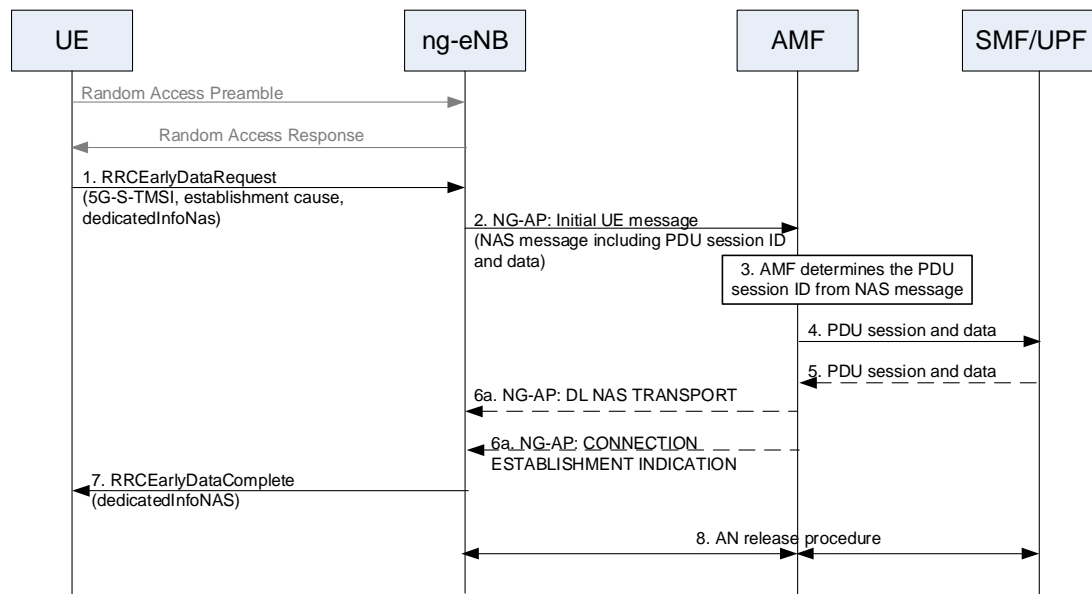 UE
ng-eNB
AMF
SMF/UPF
Random Access Preamble
Random Access Response
1. RRCEarlyDataRequest
(5G-S-TMSI, establishment cause,
dedicatedInfoNas)
2. NG-AP: Initial UE message
(NAS message including PDU session ID
and data)
3. AMF determines the PDU
session ID from NAS message
4. PDU session and data
5. PDU session and data
6a. NG-AP: DL NAS TRANSPORT
6a. NG-AP: CONNECTION
ESTABLISHMENT INDICATION
7. RRCEarlyDataComplete
(dedicatedInfoNAS)
8. AN release procedure